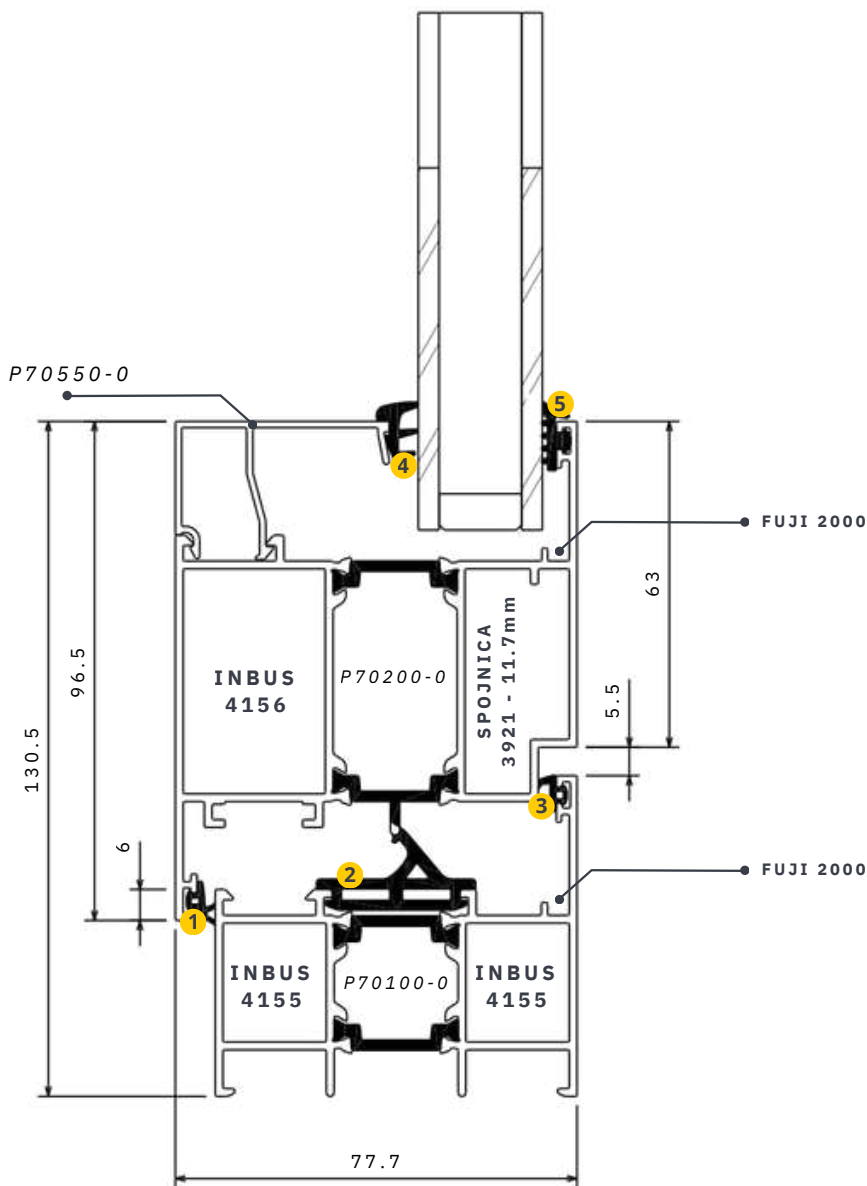 P70550-0
5
4
FUJI 2000
63
SPOJNICA
3921 - 11.7mm
P70200-0
INBUS
4156
96.5
130.5
5.5
3
6
2
FUJI 2000
1
INBUS
4155
P70100-0
INBUS
4155
77.7